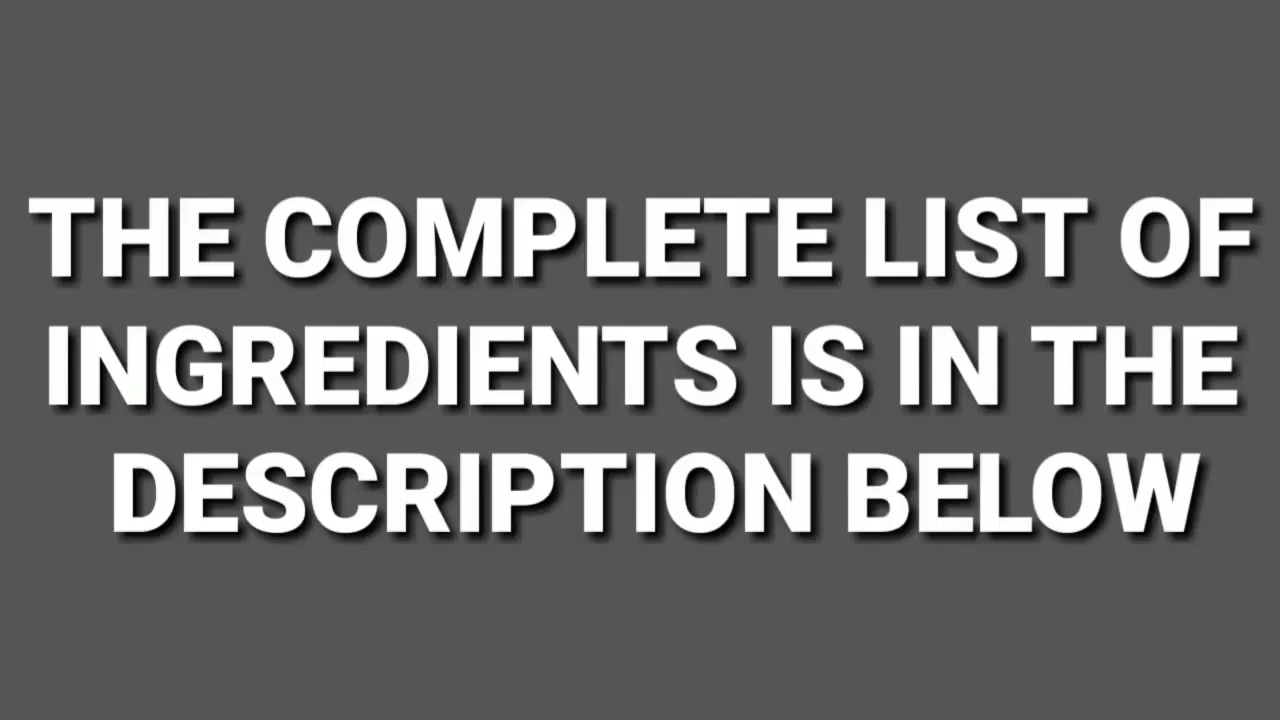 THE COMPLETE LIST OF
INGREDIENTS IS IN THE
DESCRIPTION BELOW